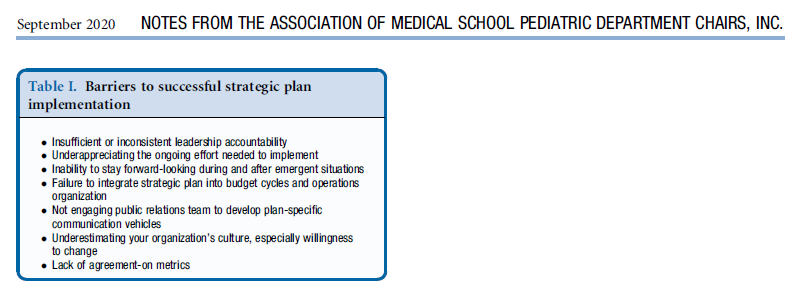 September 2020 NOTES FROM THE ASSOCIATION OF MEDICAL SCHOOL PEDIATRIC DEPARTMENT CHAIRS, INC.
Table I. Barriers to successful strategic plan
implementation
• Insufficient or inconsistent leadership accountability
• Underappreciating the ongoing effort needed to implement
• Inability to stay forward-looking during and after emergent situations
• Failure to integrate strategic plan into budget cycles and operations
organization
• Not engaging public relations team to develop plan-specific
communication vehicles
• Underestimating your organization's culture, especially willingness
to change
• Lack of agreement-on metrics